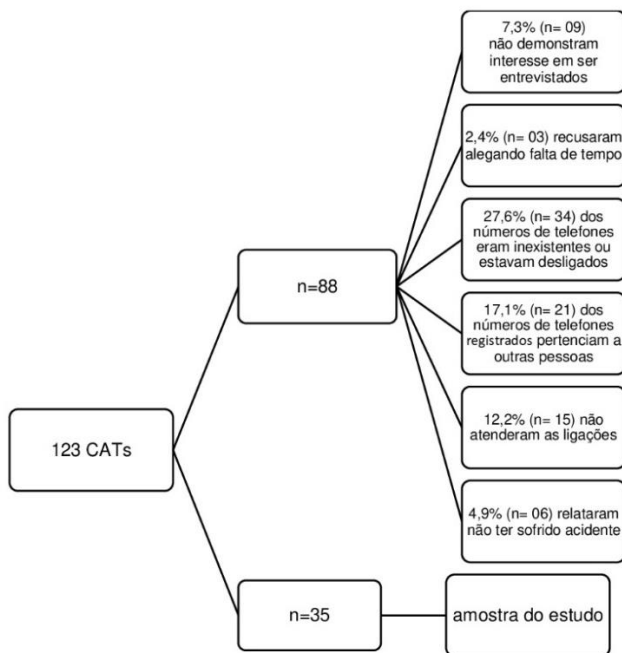 7,3% (n= 09)
não demonstram
interesse em ser
entrevistados
2,4% (n= 03) recusaram
alegando falta de tempo
27,6% (n= 34) dos
números de telefones
eram inexistentes ou
estavam desligados
n=88
17,1% (n= 21) dos
números de telefones
registrados pertenciam a
outras pessoas
123 CATs
12,2% (n= 15) não
atenderam as ligações
4,9% (n= 06) relataram
não ter sofrido acidente
n=35
amostra do estudo